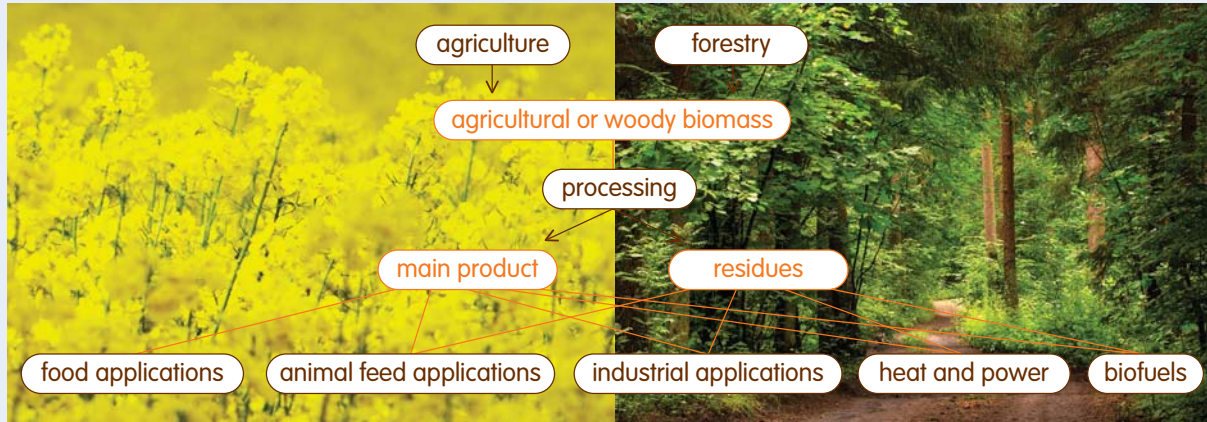 agriculture
forestry
agricultural or woody biomass
processing
main product
residues
food applications
animal feed applications
industrial applications
heat and power
biofuels